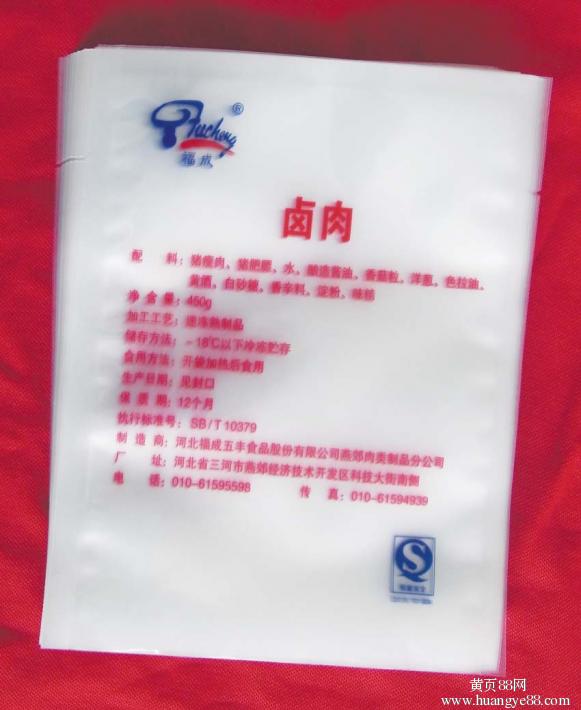 Fucheng®
福成
卤肉
配 料: 猪瘦肉、猪肥膘、水、酿造酱油、香菇粒、洋葱、色拉油、
黄酒、白砂糖、香辛料、淀粉、味精
净含量: 450g
加工工艺: 速冻熟制品
储存方法: -18℃以下冷冻贮存
食用方法: 开袋加热后食用
生产日期: 见封口
保质期: 12个月
执行标准号: SB/T 10379
制造商: 河北福成五丰食品股份有限公司燕郊肉类制品分公司
厂 址: 河北省三河市燕郊经济技术开发区科技大街南侧
电 话: 010-61595598 传 真: 010-61594939
质量安全
黄页88网
www.huangye88.com